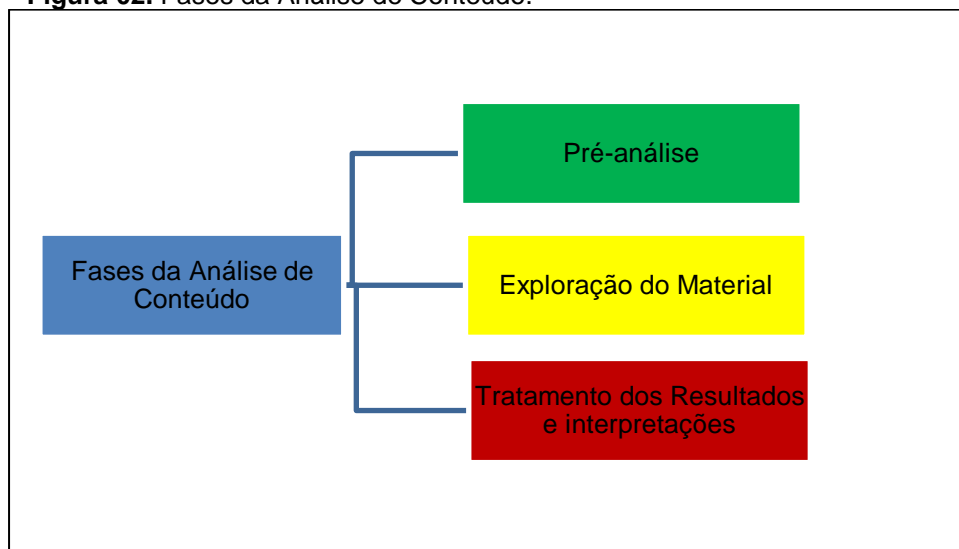 Figura 02. Fases da Análise de Conteúdo.
Pré-análise
Fases da Análise de
Conteúdo
Exploração do Material
Tratamento dos Resultados
e interpretações